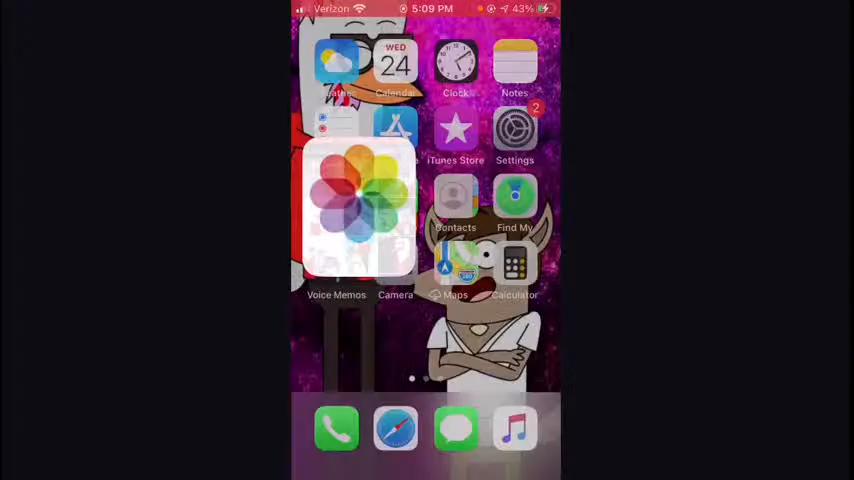 Verizon 5:09 PM 43%
WED
24
Calendar Clock Notes
2
iTunes Store Settings
Contacts Find My
280
Voice Memos Camera Maps Calculator